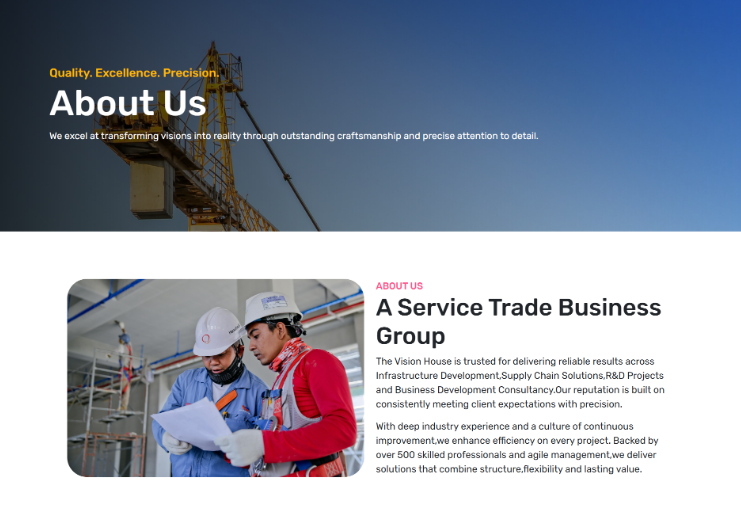 Quality. Excellence. Precision.
About Us
We excel at transforming visions into reality through outstanding craftsmanship and precise attention to detail.
ABOUT US
A Service Trade Business
Group
The Vision House is trusted for delivering reliable results across
Infrastructure Development,Supply Chain Solutions,R&D Projects
and Business Development Consultancy.Our reputation is built on
consistently meeting client expectations with precision.
With deep industry experience and a culture of continuous
improvement,we enhance efficiency on every project. Backed by
over 500 skilled professionals and agile management,we deliver
solutions that combine structure,flexibility and lasting value.